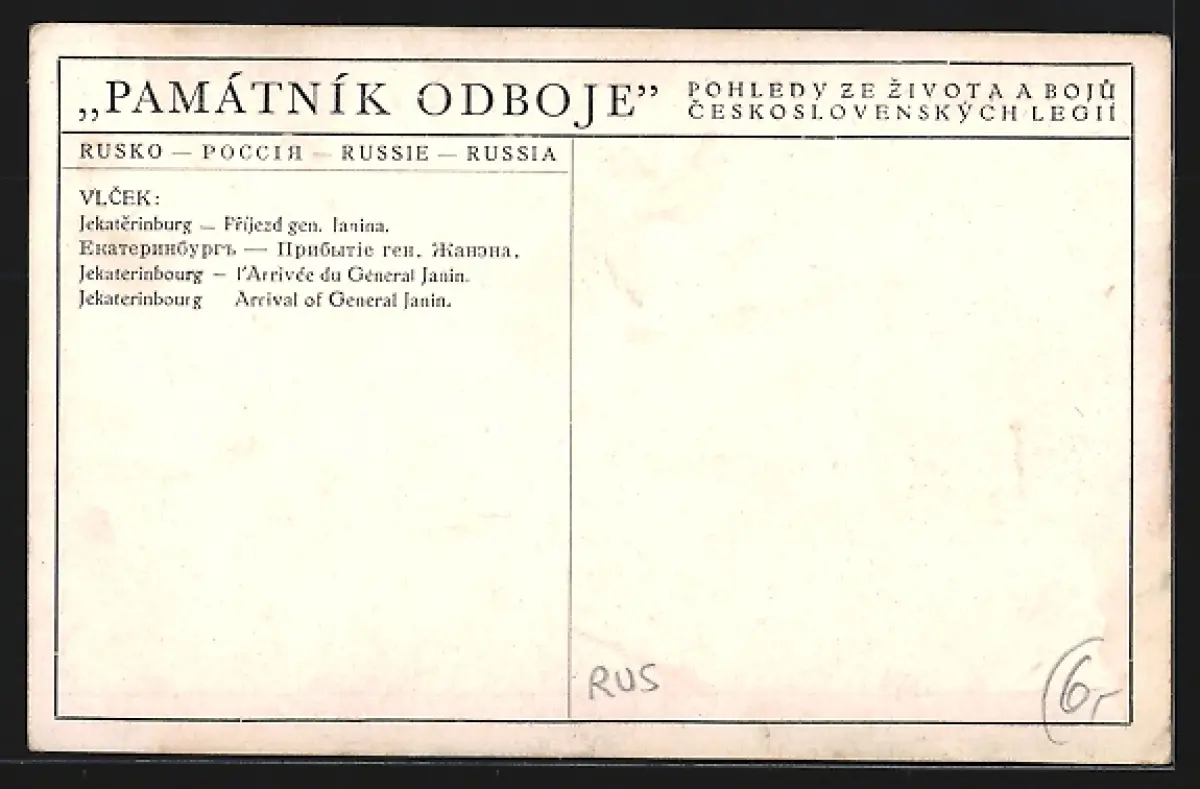 „PAMÁTNÍK ODBOJE”
POHLEDY ZE ŽIVOTA A BOJŮ
ČESKOSLOVENSKÝCH LEGIÍ
RUSKO — РОССІЯ — RUSSIE — RUSSIA
VLČEK:
Jekatěrinburg — Příjezd gen. Janina.
Екатеринбургъ — Прибытіе ген. Жанэна.
Jekaterinbourg — l'Arrivée du Géneral Janin.
Jekaterinbourg Arrival of General Janin.
RUS
6,-